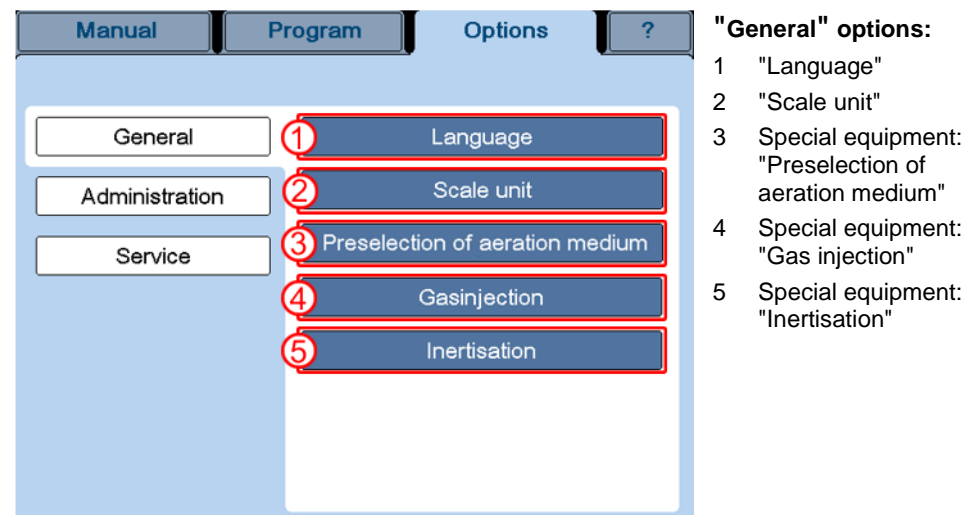 Manual Program Options ?
General
Administration
Service
1 Language
2 Scale unit
3 Preselection of aeration medium
4 Gasinjection
5 Inertisation
"General" options:
1 "Language"
2 "Scale unit"
3 Special equipment:
"Preselection of
aeration medium"
4 Special equipment:
"Gas injection"
5 Special equipment:
"Inertisation"